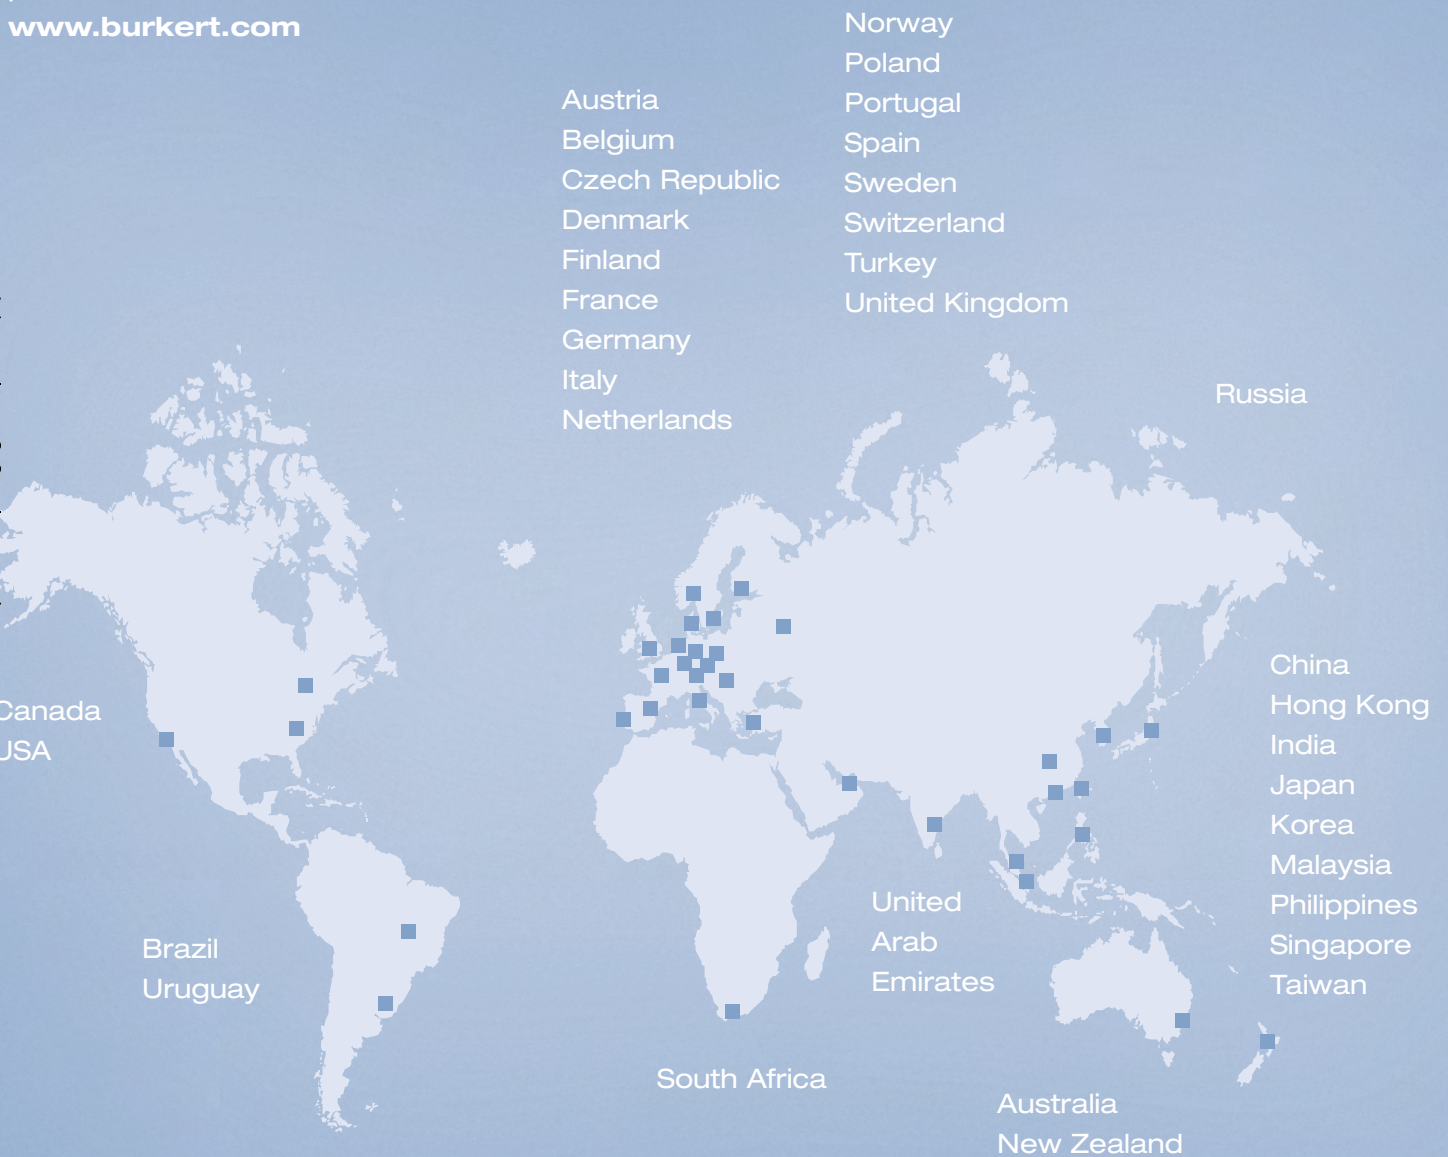 www.burkert.com
Austria
Belgium
Czech Republic
Denmark
Finland
France
Germany
Italy
Netherlands
Norway
Poland
Portugal
Spain
Sweden
Switzerland
Turkey
United Kingdom
Russia
Canada
USA
China
Hong Kong
India
Japan
Korea
Malaysia
Philippines
Singapore
Taiwan
Brazil
Uruguay
United
Arab
Emirates
South Africa
Australia
New Zealand